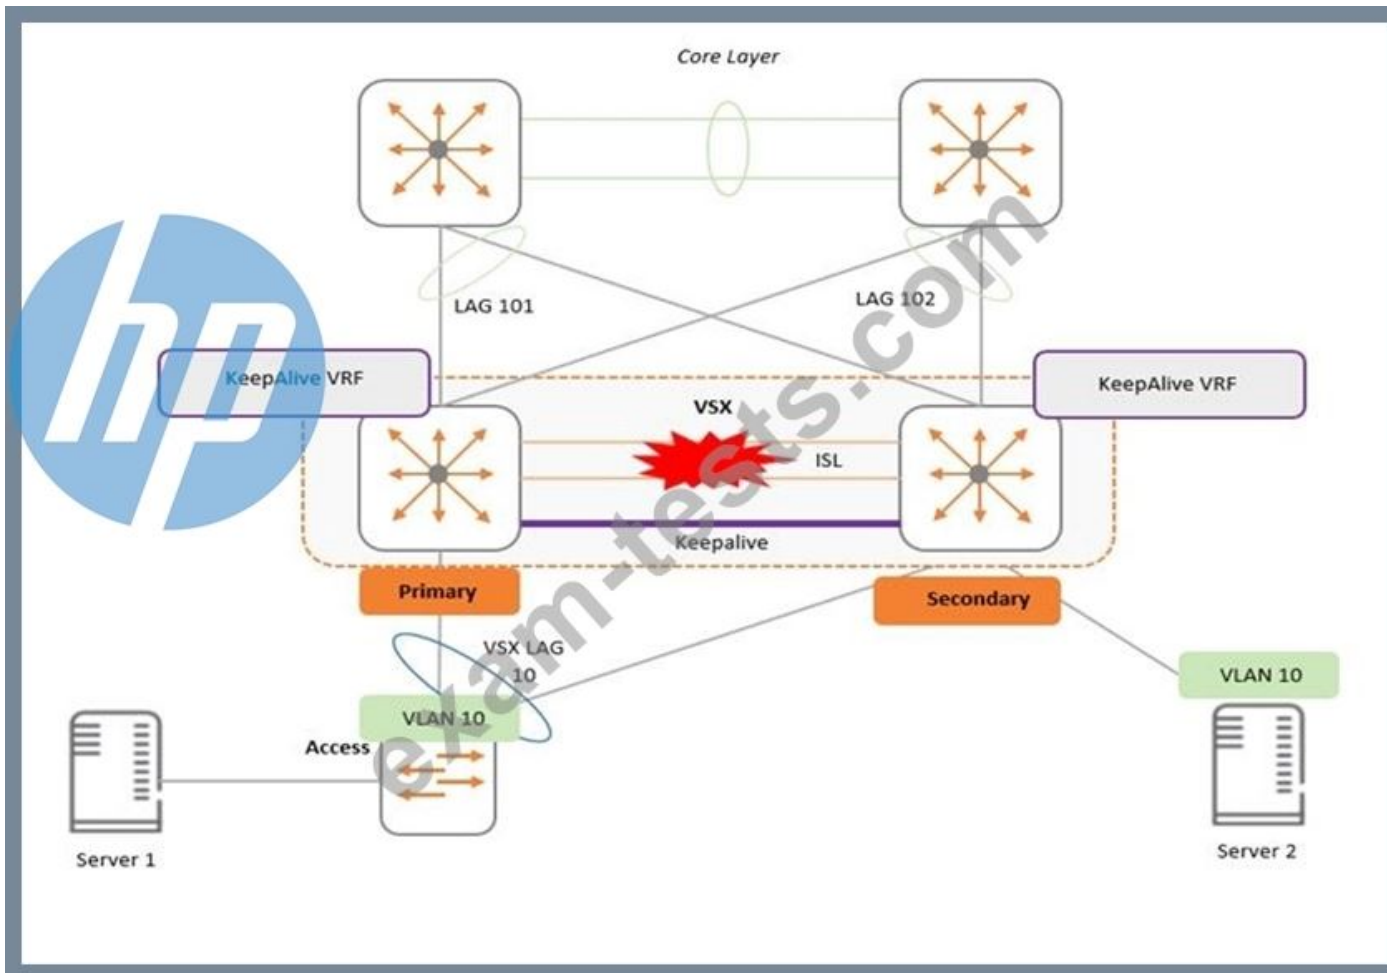 Core Layer
LAG 101
LAG 102
KeepAlive VRF
KeepAlive VRF
VSX
ISL
Keepalive
Primary
Secondary
VSX LAG
10
VLAN 10
VLAN 10
Access
Server 1
Server 2
hp
exam-tests.com